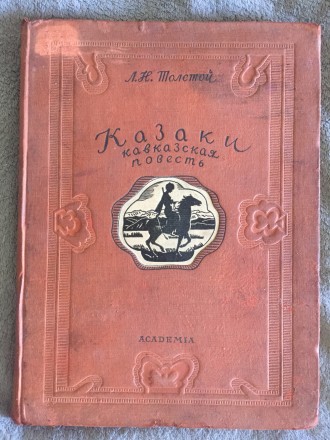 Л.Н. Толстой
Казаки
кавказская
повесть
ACADEMIA